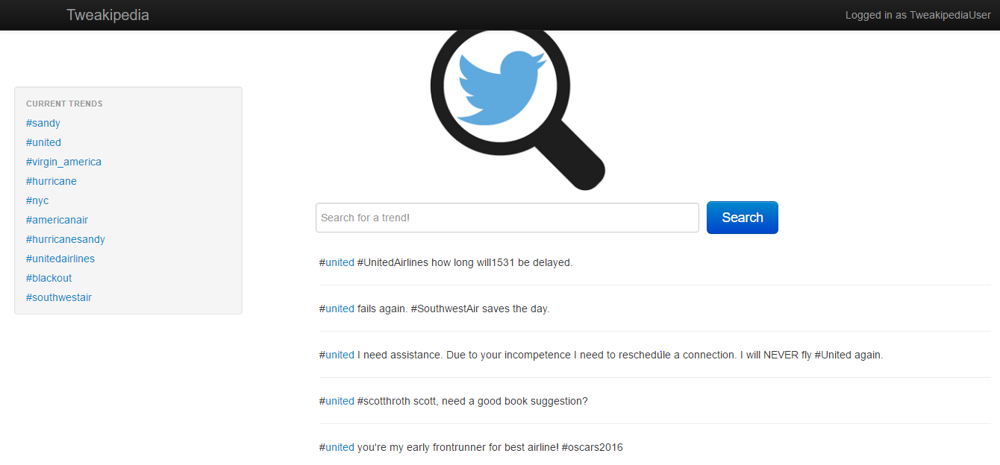 Tweakipedia
Logged in as TweakipediaUser
CURRENT TRENDS
#sandy
#united
#virgin_america
#hurricane
#nyc
#americanair
#hurricanesandy
#unitedairlines
#blackout
#southwestair
Search for a trend!
Search
#united #UnitedAirlines how long will1531 be delayed.
#united fails again. #SouthwestAir saves the day.
#united I need assistance. Due to your incompetence I need to reschedúle a connection. I will NEVER fly #United again.
#united #scotthroth scott, need a good book suggestion?
#united you're my early frontrunner for best airline! #oscars2016